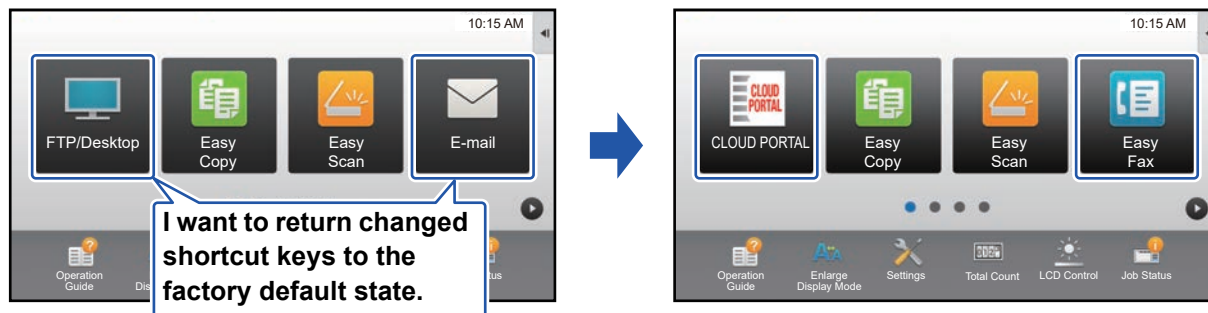 10:15 AM
FTP/Desktop
Easy
Copy
Easy
Scan
E-mail
I want to return changed
shortcut keys to the
factory default state.
Operation
Guide
Dis
tus
10:15 AM
CLOUD
PORTAL
CLOUD PORTAL
Easy
Copy
Easy
Scan
Easy
Fax
Operation
Guide
Enlarge
Display Mode
Settings
Total Count
LCD Control
Job Status